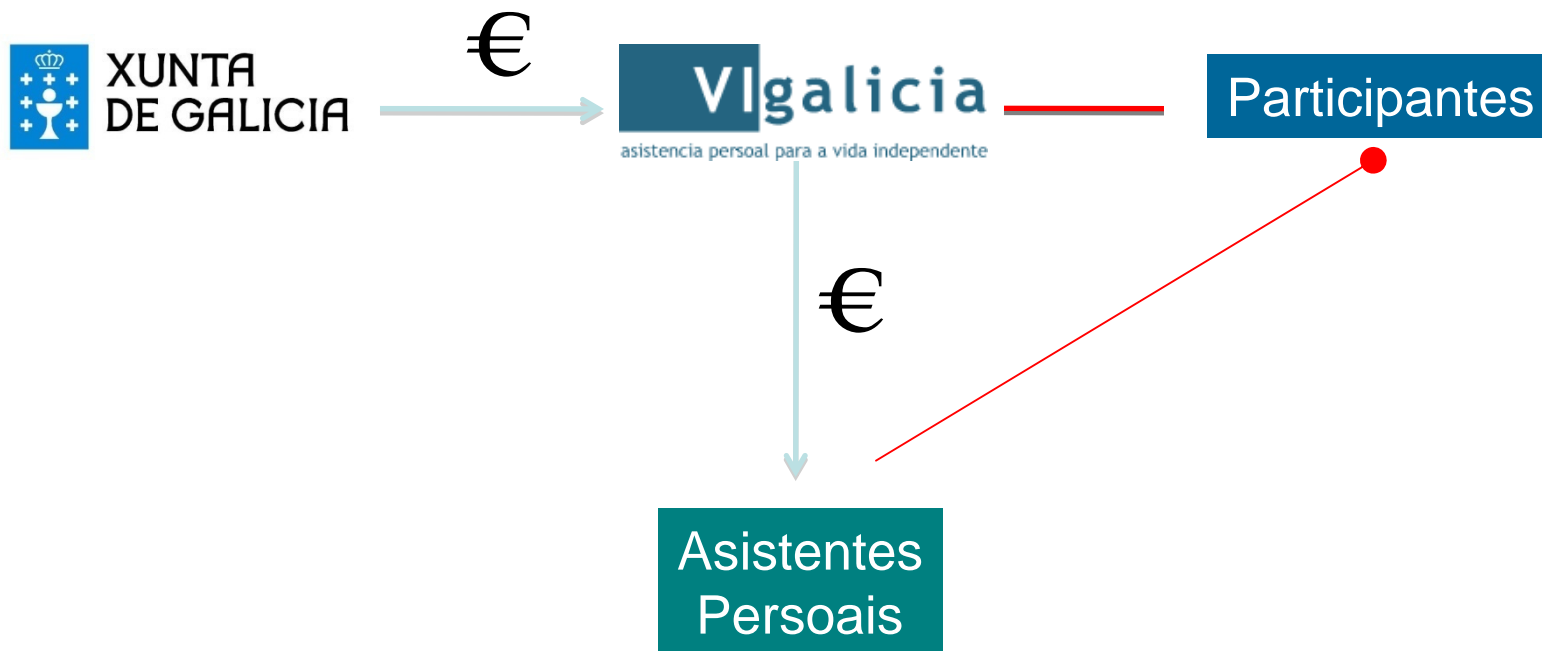 €
XUNTA
DE GALICIA
VIgalicia
asistencia persoal para a vida independente
Participantes
€
Asistentes
Persoais